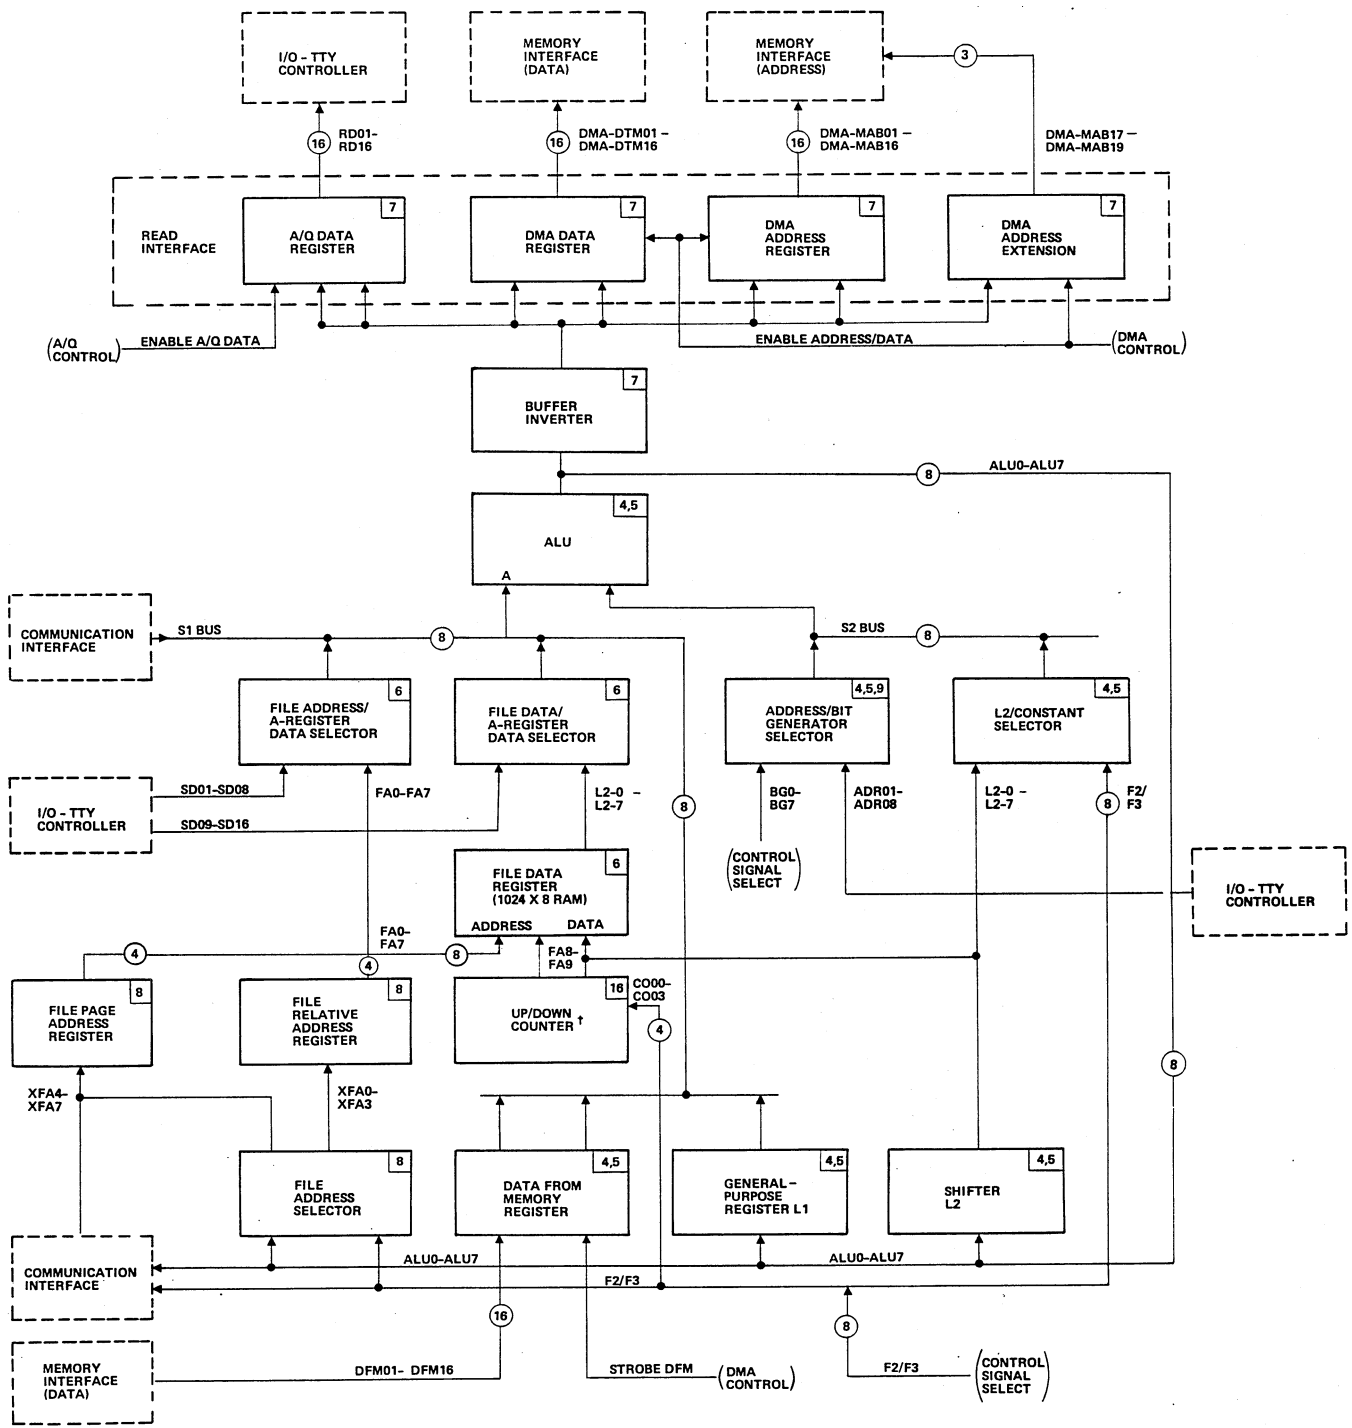 I/O - TTY
CONTROLLER
MEMORY
INTERFACE
(DATA)
MEMORY
INTERFACE
(ADDRESS)
3
16
RD01-
RD16
16
DMA-DTM01 -
DMA-DTM16
16
DMA-MAB01 -
DMA-MAB16
DMA-MAB17 -
DMA-MAB19
READ
INTERFACE
7
A/Q DATA
REGISTER
7
DMA DATA
REGISTER
7
DMA
ADDRESS
REGISTER
7
DMA
ADDRESS
EXTENSION
(A/Q
CONTROL)
ENABLE A/Q DATA
ENABLE ADDRESS/DATA
(DMA
CONTROL)
7
BUFFER
INVERTER
8
ALU0-ALU7
4,5
ALU
A
COMMUNICATION
INTERFACE
S1 BUS
8
S2 BUS
8
6
FILE ADDRESS/
A-REGISTER
DATA SELECTOR
6
FILE DATA/
A-REGISTER
DATA SELECTOR
4,5,9
ADDRESS/BIT
GENERATOR
SELECTOR
4,5
L2/CONSTANT
SELECTOR
I/O - TTY
CONTROLLER
SD01-SD08
SD09-SD16
FA0-FA7
L2-0 -
L2-7
8
BG0-
BG7
ADR01-
ADR08
L2-0 -
L2-7
8
F2/
F3
(CONTROL
SIGNAL
SELECT)
I/O - TTY
CONTROLLER
6
FILE DATA
REGISTER
(1024 X 8 RAM)
ADDRESS
DATA
4
FA0-
FA7
8
4
FA8-
FA9
8
FILE PAGE
ADDRESS
REGISTER
8
FILE
RELATIVE
ADDRESS
REGISTER
16
UP/DOWN
COUNTER †
CO00-
CO03
4
8
XFA4-
XFA7
XFA0-
XFA3
8
FILE
ADDRESS
SELECTOR
4,5
DATA FROM
MEMORY
REGISTER
4,5
GENERAL-
PURPOSE
REGISTER L1
4,5
SHIFTER
L2
COMMUNICATION
INTERFACE
ALU0-ALU7
ALU0-ALU7
F2/F3
16
8
MEMORY
INTERFACE
(DATA)
DFM01- DFM16
STROBE DFM
(DMA
CONTROL)
F2/F3
(CONTROL
SIGNAL
SELECT)